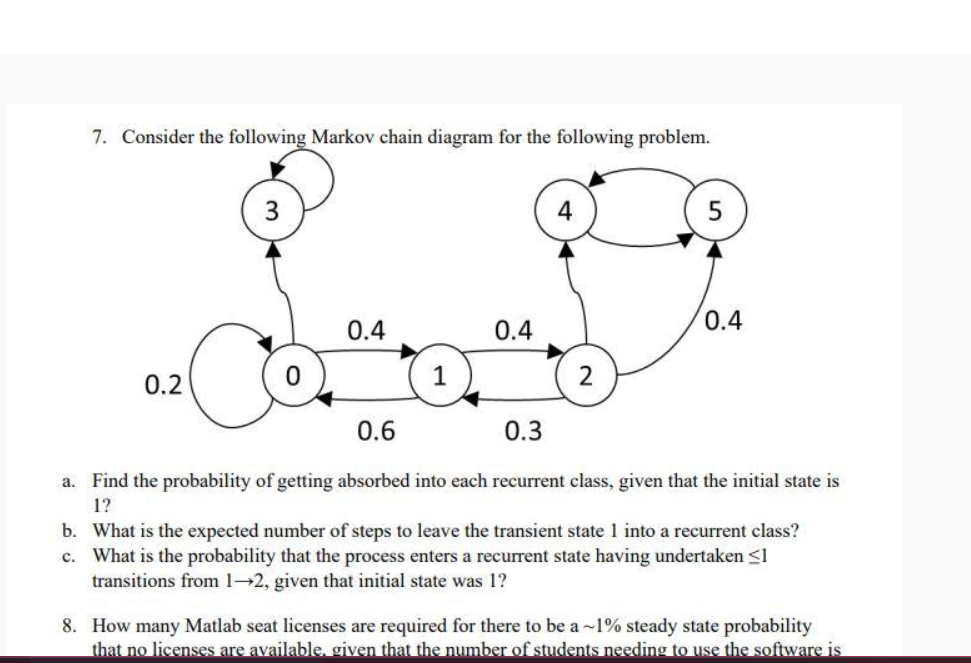 7. Consider the following Markov chain diagram for the following problem.
3
4
5
0.4
0.4
0.4
0.2
0
1
2
0.6
0.3
a. Find the probability of getting absorbed into each recurrent class, given that the initial state is
1?
b. What is the expected number of steps to leave the transient state 1 into a recurrent class?
c. What is the probability that the process enters a recurrent state having undertaken ≤1
transitions from 1→2, given that initial state was 1?
8. How many Matlab seat licenses are required for there to be a ~1% steady state probability
that no licenses are available, given that the number of students needing to use the software is